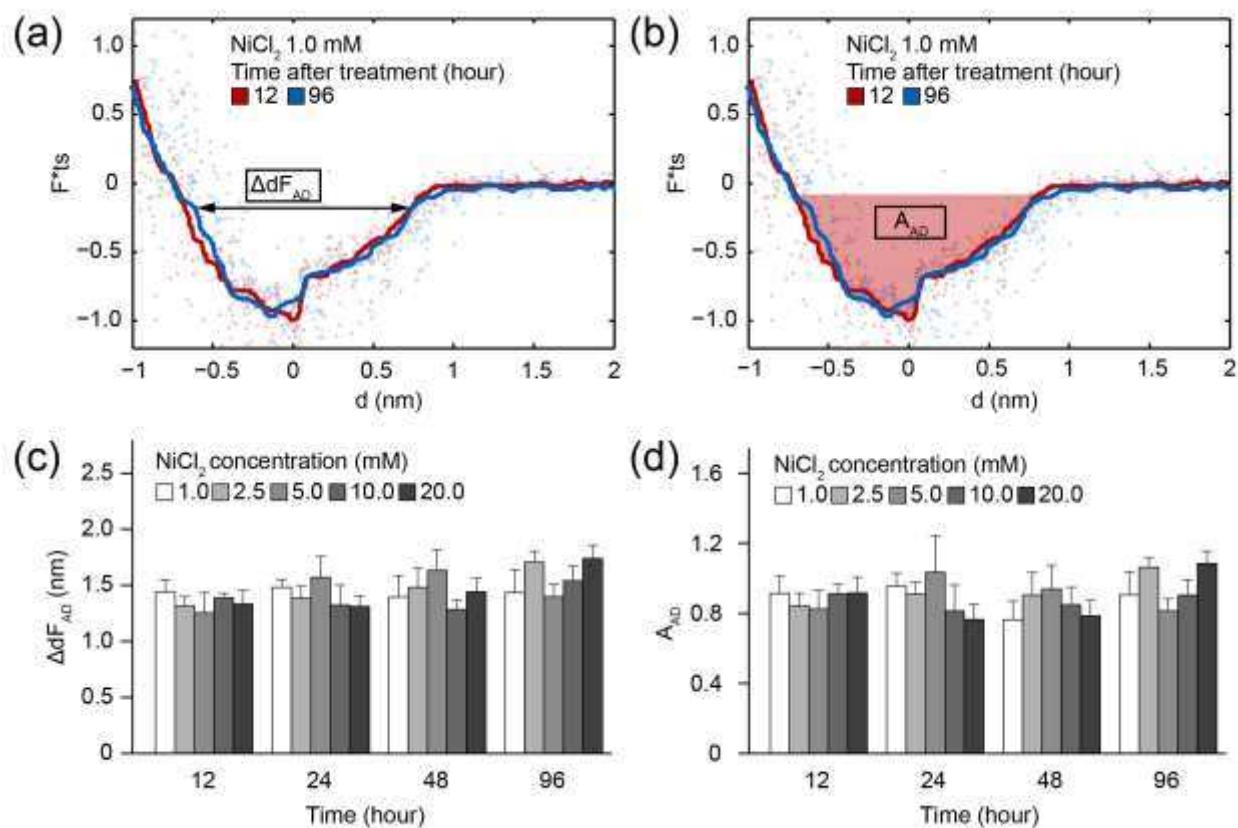 (a)
NiCl₂ 1.0 mM
Time after treatment (hour)
12 96
ΔdF_AD
F*ts
1.0
0.5
0
−0.5
−1.0
−1 −0.5 0 0.5 1 1.5 2
d (nm)
(b)
NiCl₂ 1.0 mM
Time after treatment (hour)
12 96
A_AD
F*ts
1.0
0.5
0
−0.5
−1.0
−1 −0.5 0 0.5 1 1.5 2
d (nm)
(c)
NiCl₂ concentration (mM)
1.0 2.5 5.0 10.0 20.0
ΔdF_AD (nm)
2.5
2.0
1.5
1.5
1.5
0
12 24 48 96
Time (hour)
(d)
NiCl₂ concentration (mM)
1.0 2.5 5.0 10.0 20.0
A_AD
1.6
1.2
0.8
0.4
0
12 24 48 96
Time (hour)